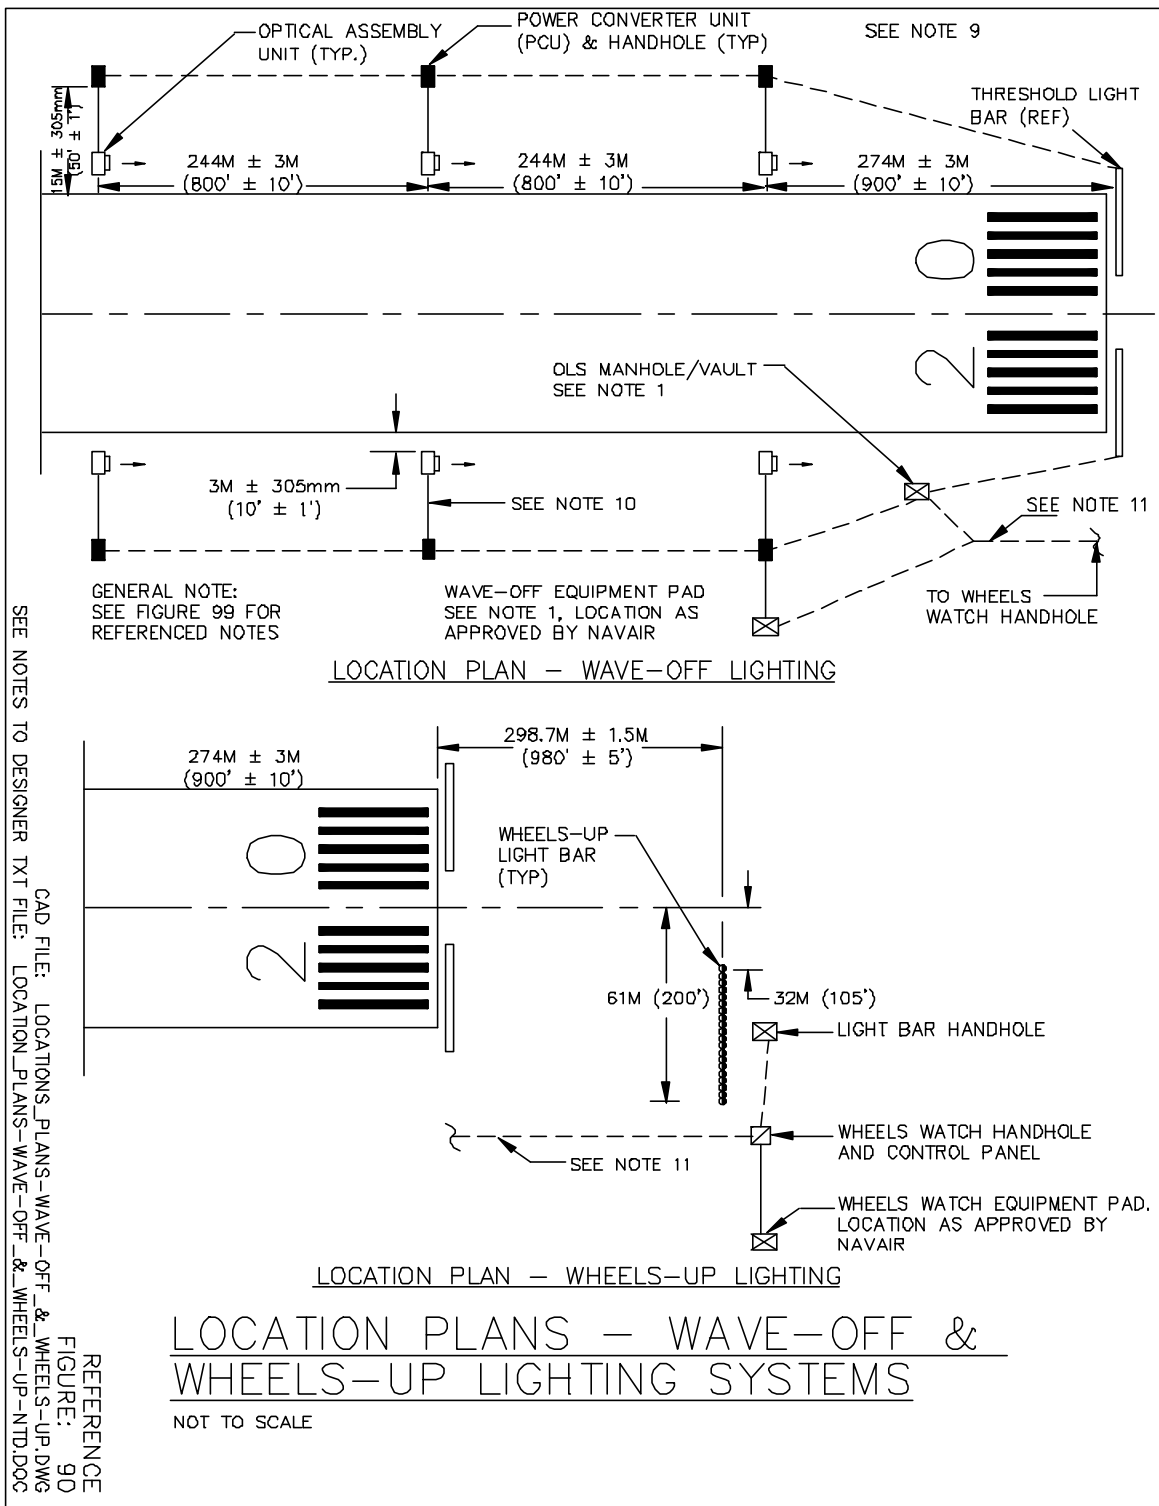 OPTICAL ASSEMBLY
UNIT (TYP.)
POWER CONVERTER UNIT
(PCU) & HANDHOLE (TYP)
SEE NOTE 9
THRESHOLD LIGHT
BAR (REF)
15M ± 305mm
(50' ± 1')
244M ± 3M
(800' ± 10')
244M ± 3M
(800' ± 10')
274M ± 3M
(900' ± 10')
20
OLS MANHOLE/VAULT
SEE NOTE 1
3M ± 305mm
(10' ± 1')
SEE NOTE 10
SEE NOTE 11
GENERAL NOTE:
SEE FIGURE 99 FOR
REFERENCED NOTES
WAVE-OFF EQUIPMENT PAD
SEE NOTE 1, LOCATION AS
APPROVED BY NAVAIR
TO WHEELS
WATCH HANDHOLE
LOCATION PLAN - WAVE-OFF LIGHTING
274M ± 3M
(900' ± 10')
298.7M ± 1.5M
(980' ± 5')
20
WHEELS-UP
LIGHT BAR
(TYP)
61M (200')
32M (105')
LIGHT BAR HANDHOLE
WHEELS WATCH HANDHOLE
AND CONTROL PANEL
SEE NOTE 11
WHEELS WATCH EQUIPMENT PAD.
LOCATION AS APPROVED BY
NAVAIR
LOCATION PLAN - WHEELS-UP LIGHTING
LOCATION PLANS - WAVE-OFF &
WHEELS-UP LIGHTING SYSTEMS
NOT TO SCALE
REFERENCE
FIGURE: 90
CAD FILE: LOCATIONS_PLANS-WAVE-OFF_&_WHEELS-UP.DWG
SEE NOTES TO DESIGNER TXT FILE: LOCATION_PLANS-WAVE-OFF_&_WHEELS-UP-NTD.DOC